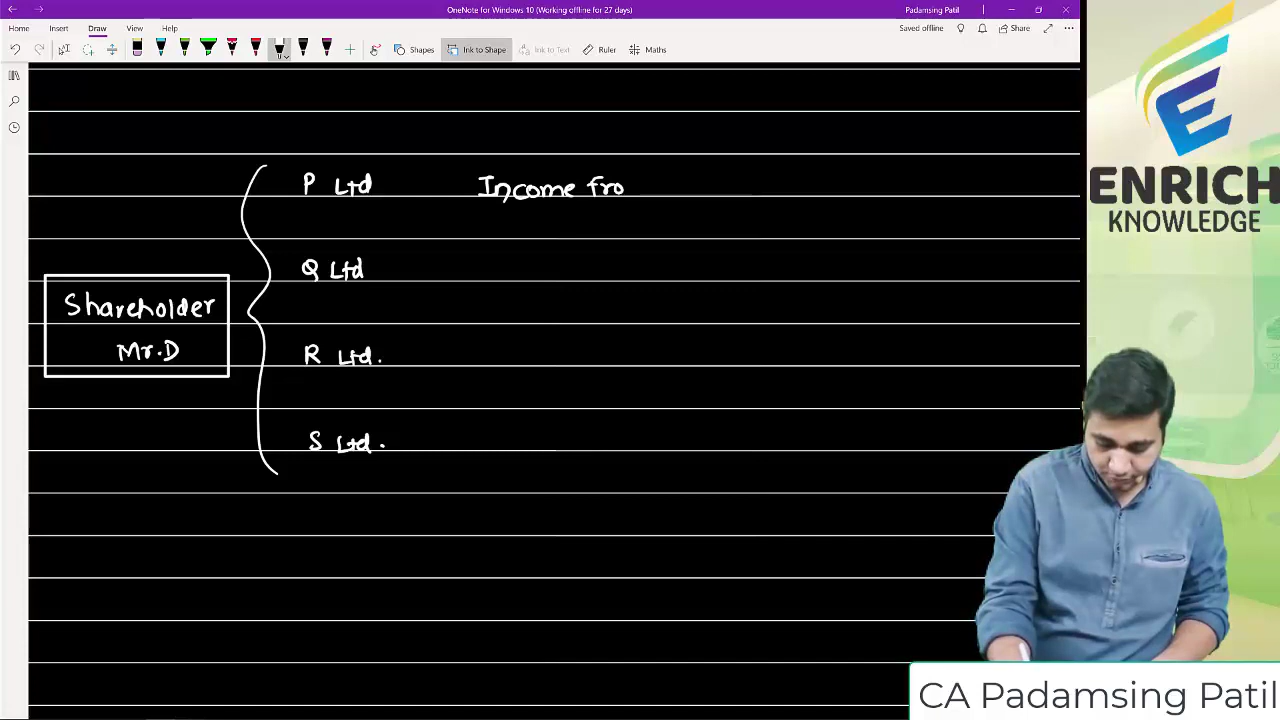 OneNote for Windows 10 (Working offline for 27 days)
Padamsing Patil
Home Insert Draw View Help
Saved offline
Share
Shapes
Ink to Shape
Ink to Text
Ruler
Maths
P Ltd Income fro
Q Ltd
Shareholder
Mr.D
R Ltd.
S Ltd.
ENRICH
KNOWLEDGE
CA Padamsing Patil